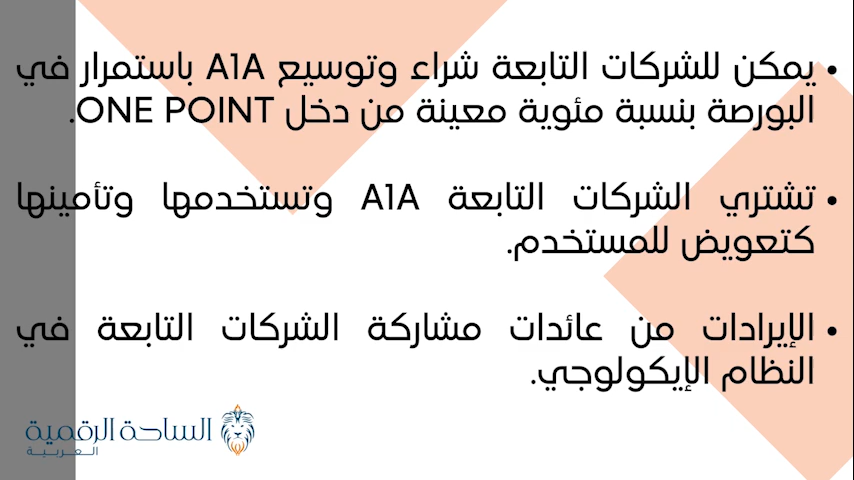 • يمكن للشركات التابعة شراء وتوسيع A1A باستمرار في
البورصة بنسبة مئوية معينة من دخل ONE POINT.
• تشتري الشركات التابعة A1A وتستخدمها وتأمينها
كتعويض للمستخدم.
• الإيرادات من عائدات مشاركة الشركات التابعة في
النظام الإيكولوجي.
الساحة الرقمية
العربية